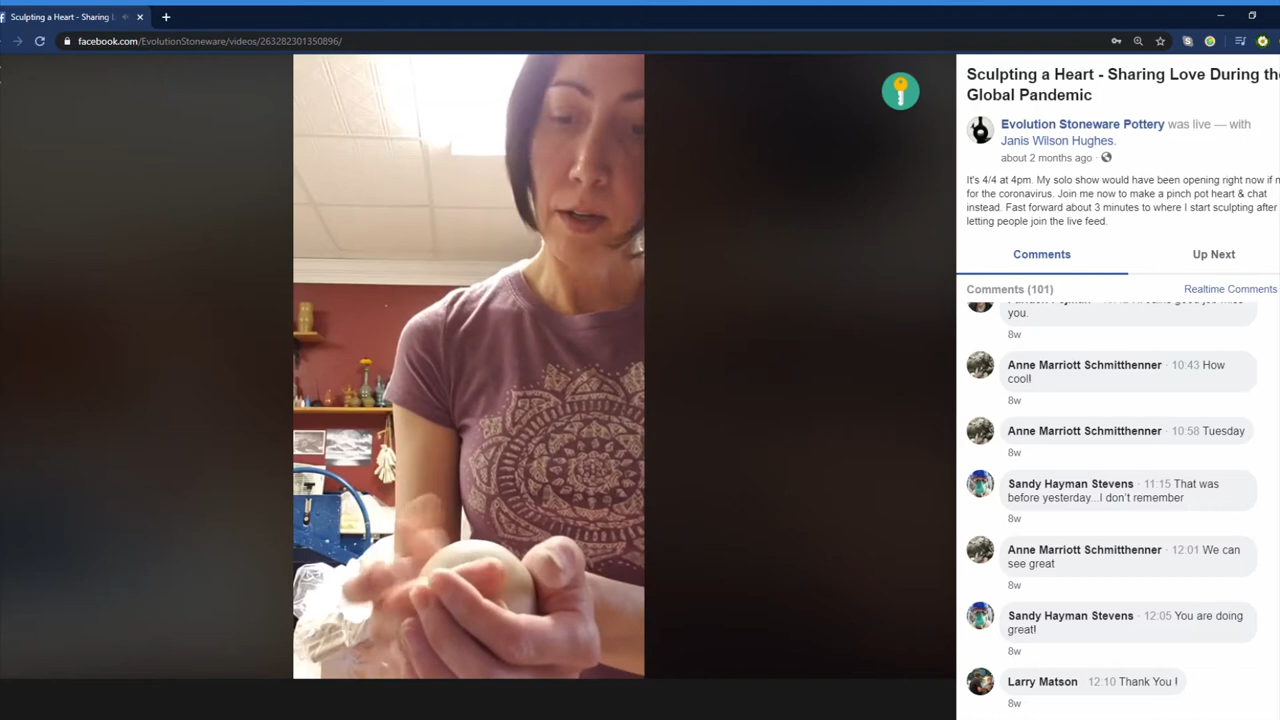 Sculpting a Heart - Sharing L
facebook.com/EvolutionStoneware/videos/263282301350896/
Sculpting a Heart - Sharing Love During the
Global Pandemic
Evolution Stoneware Pottery was live — with
Janis Wilson Hughes.
about 2 months ago
It's 4/4 at 4pm. My solo show would have been opening right now if
for the coronavirus. Join me now to make a pinch pot heart & chat
instead. Fast forward about 3 minutes to where I start sculpting after
letting people join the live feed.
Comments Up Next
Comments (101) Realtime Comments
you.
8w
Anne Marriott Schmitthenner · 10:43 How
cool!
8w
Anne Marriott Schmitthenner · 10:58 Tuesday
8w
Sandy Hayman Stevens · 11:15 That was
before yesterday...I don't remember
8w
Anne Marriott Schmitthenner · 12:01 We can
see great
8w
Sandy Hayman Stevens · 12:05 You are doing
great!
8w
Larry Matson · 12:10 Thank You !
8w